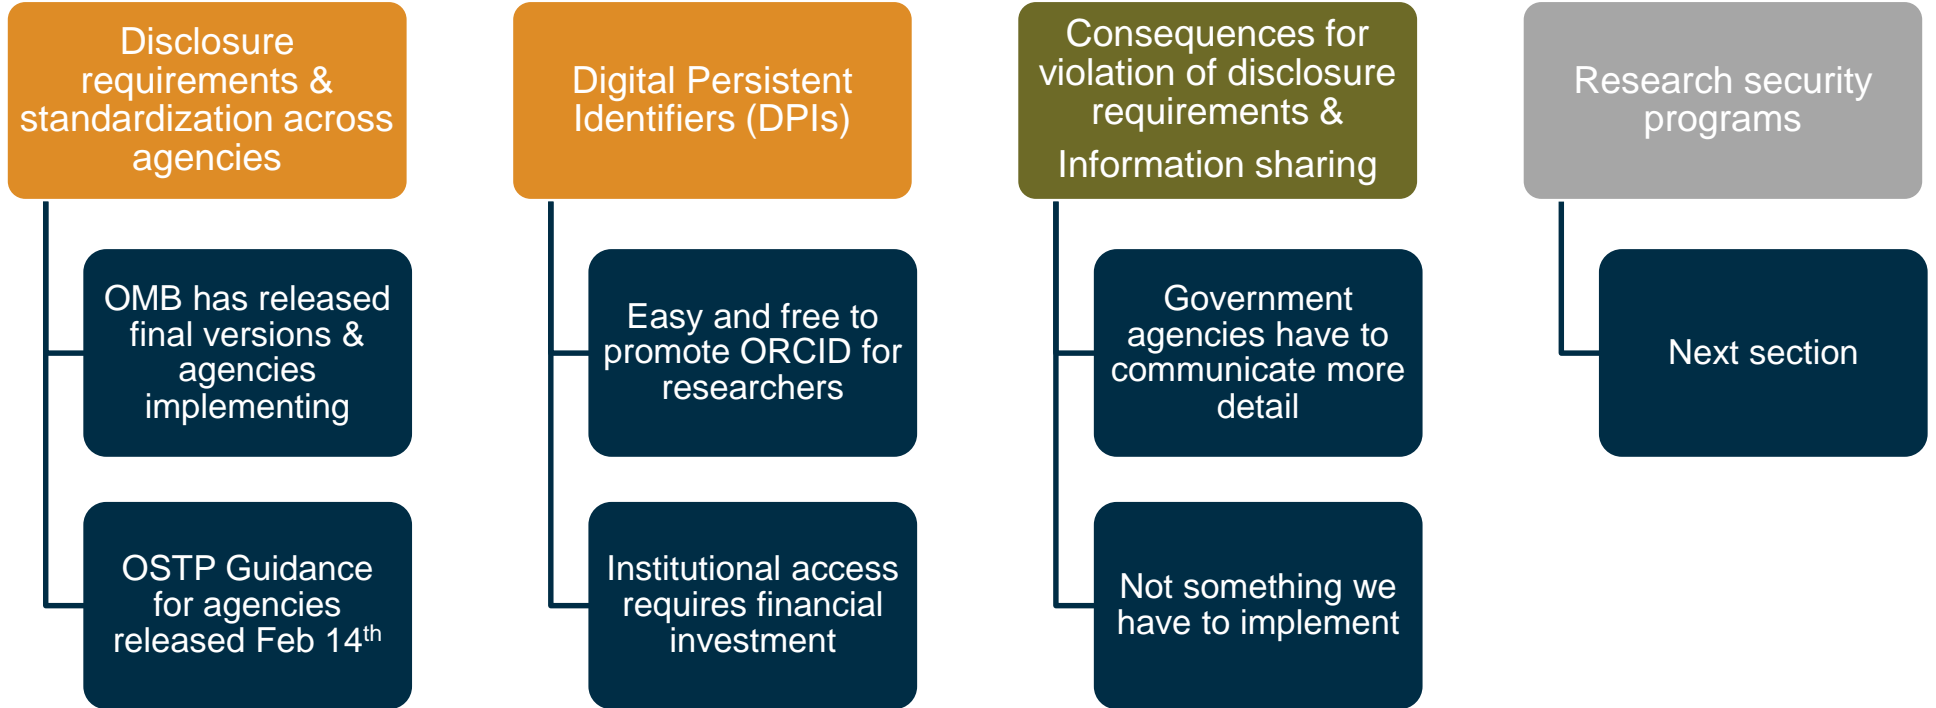 Disclosure
requirements &
standardization across
agencies
OMB has released
final versions &
agencies
implementing
OSTP Guidance
for agencies
released Feb 14th
Digital Persistent
Identifiers (DPIs)
Easy and free to
promote ORCID for
researchers
Institutional access
requires financial
investment
Consequences for
violation of disclosure
requirements &
Information sharing
Government
agencies have to
communicate more
detail
Not something we
have to implement
Research security
programs
Next section